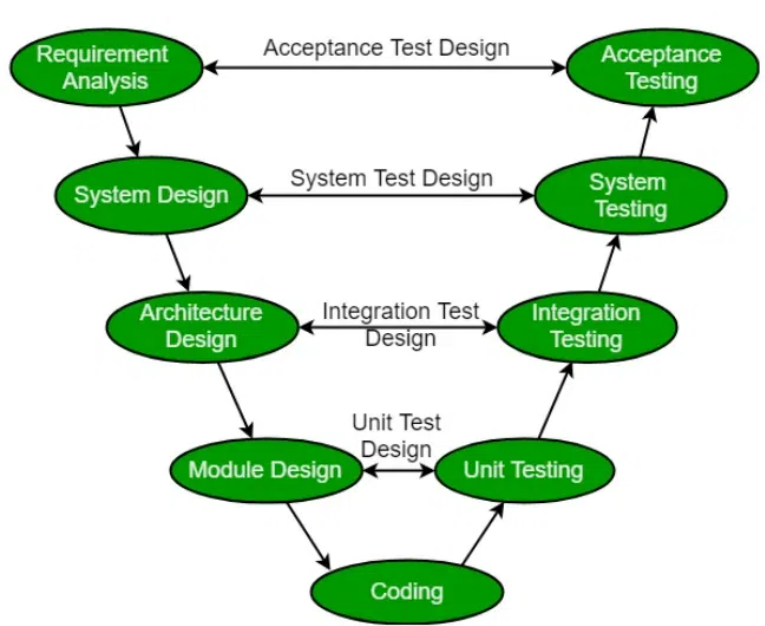 Requirement
Analysis
Acceptance Test Design
Acceptance
Testing
System Design
System Test Design
System
Testing
Architecture
Design
Integration Test
Design
Integration
Testing
Module Design
Unit Test
Design
Unit Testing
Coding